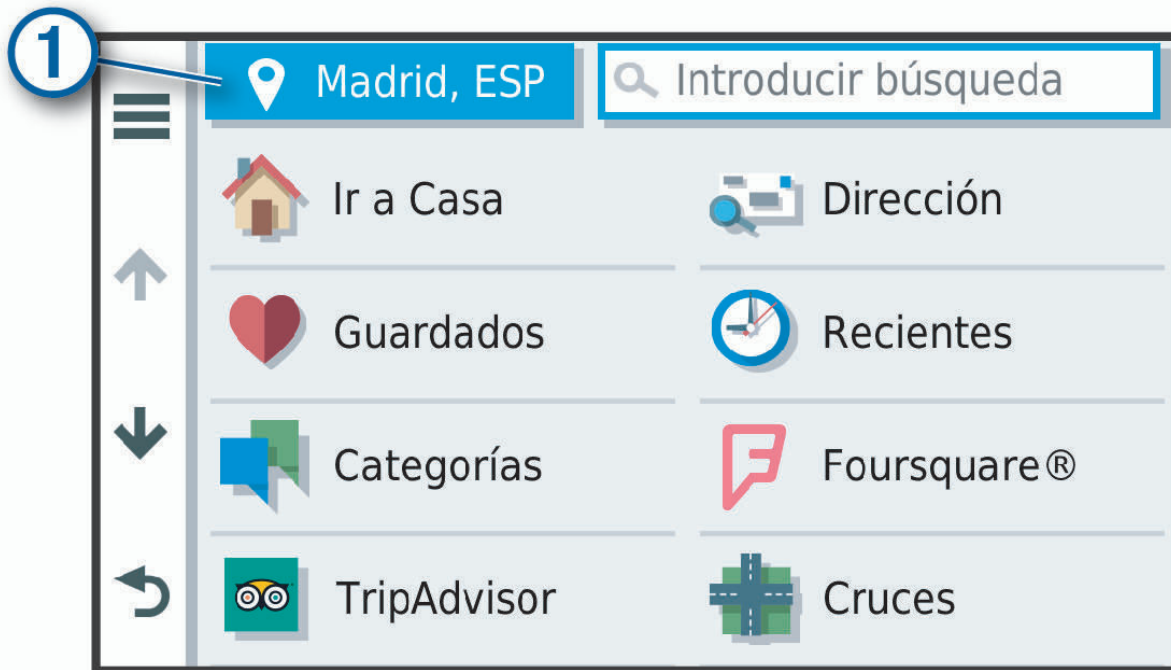 1
Madrid, ESP
Introducir búsqueda
Ir a Casa
Dirección
Guardados
Recientes
Categorías
Foursquare®
TripAdvisor
Cruces